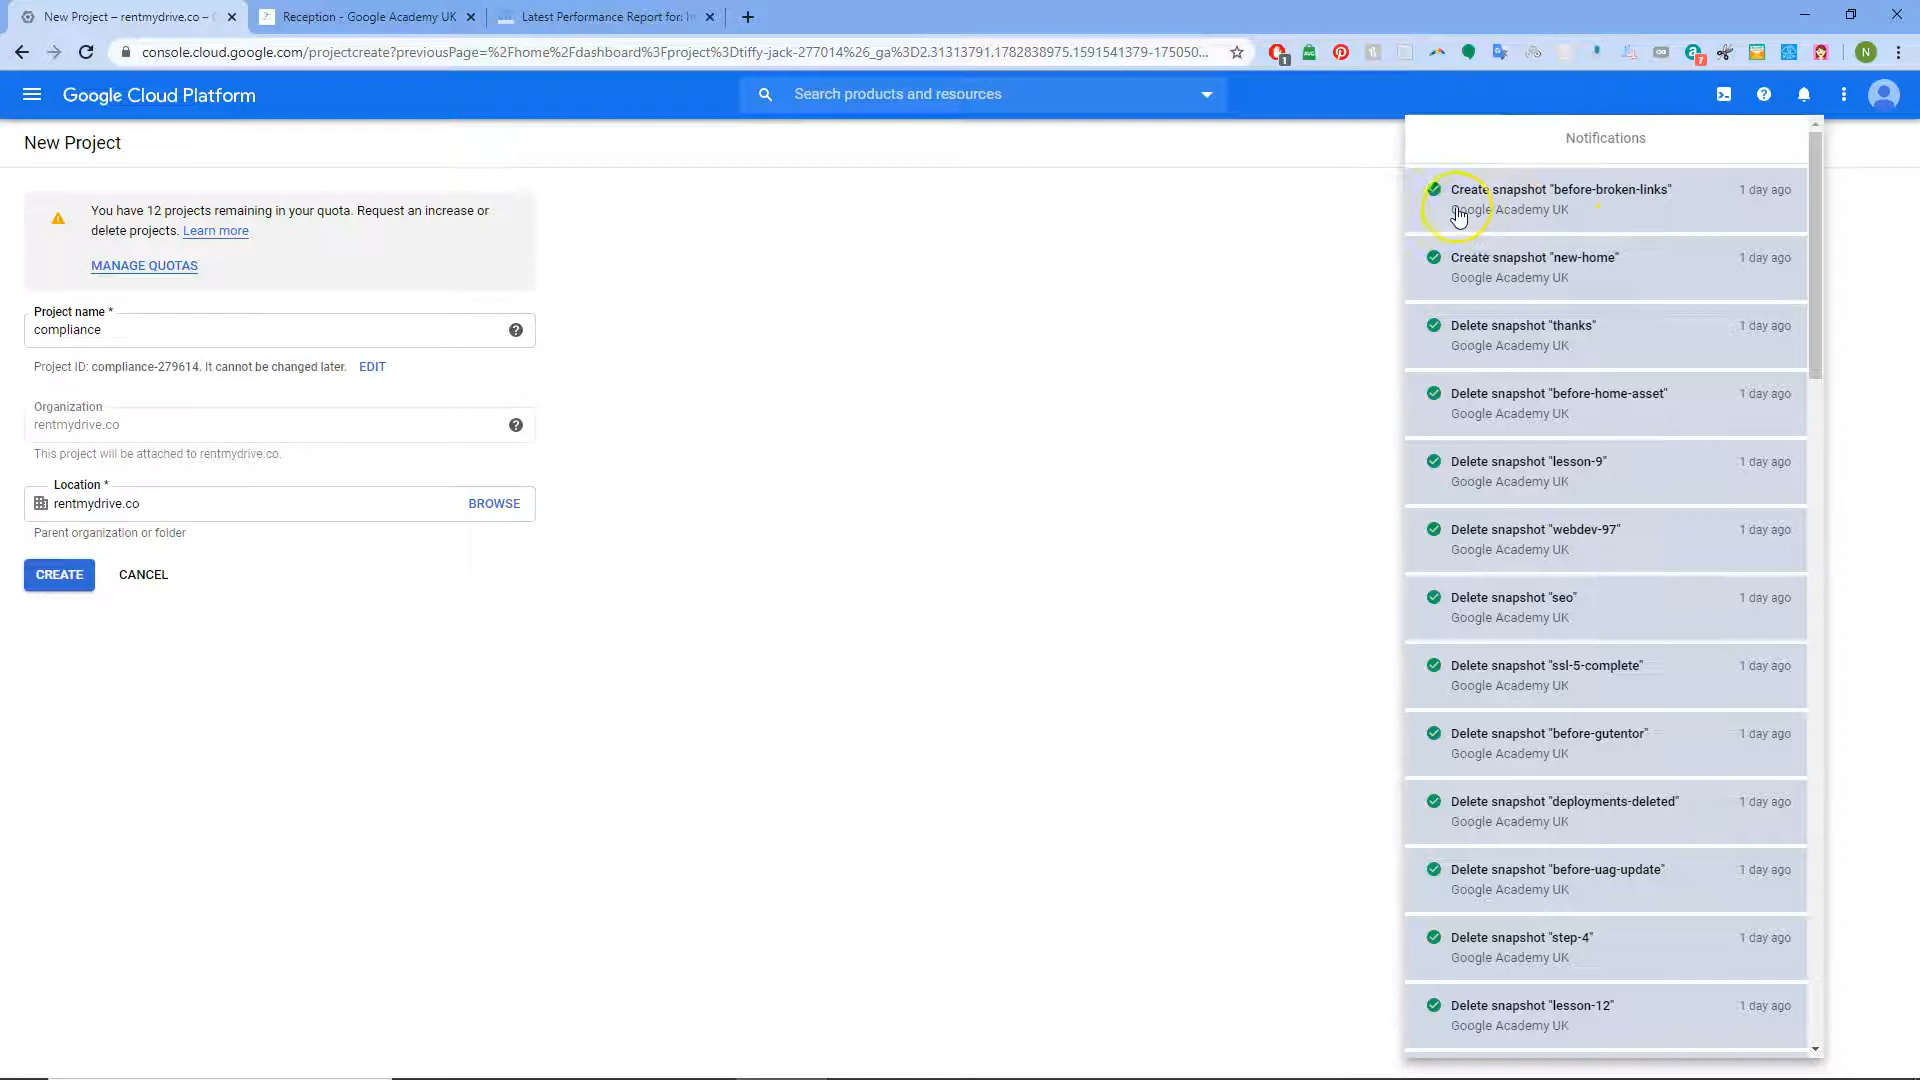 New Project – rentmydrive.co –
Reception - Google Academy UK
Latest Performance Report for:
console.cloud.google.com/projectcreate?previousPage=%2Fhome%2Fdashboard%3Fproject%3Dtiffy-jack-277014%26_ga%3D2.31313791.1782838975.1591541379-175050...
1
7
N
Google Cloud Platform
Search products and resources
New Project
You have 12 projects remaining in your quota. Request an increase or
delete projects. Learn more
MANAGE QUOTAS
Project name *
compliance
Project ID: compliance-279614. It cannot be changed later. EDIT
Organization
rentmydrive.co
This project will be attached to rentmydrive.co.
Location *
rentmydrive.co
BROWSE
Parent organization or folder
CREATE
CANCEL
Notifications
Create snapshot "before-broken-links" 1 day ago
Google Academy UK
Create snapshot "new-home" 1 day ago
Google Academy UK
Delete snapshot "thanks" 1 day ago
Google Academy UK
Delete snapshot "before-home-asset" 1 day ago
Google Academy UK
Delete snapshot "lesson-9" 1 day ago
Google Academy UK
Delete snapshot "webdev-97" 1 day ago
Google Academy UK
Delete snapshot "seo" 1 day ago
Google Academy UK
Delete snapshot "ssl-5-complete" 1 day ago
Google Academy UK
Delete snapshot "before-gutentor" 1 day ago
Google Academy UK
Delete snapshot "deployments-deleted" 1 day ago
Google Academy UK
Delete snapshot "before-uag-update" 1 day ago
Google Academy UK
Delete snapshot "step-4" 1 day ago
Google Academy UK
Delete snapshot "lesson-12" 1 day ago
Google Academy UK